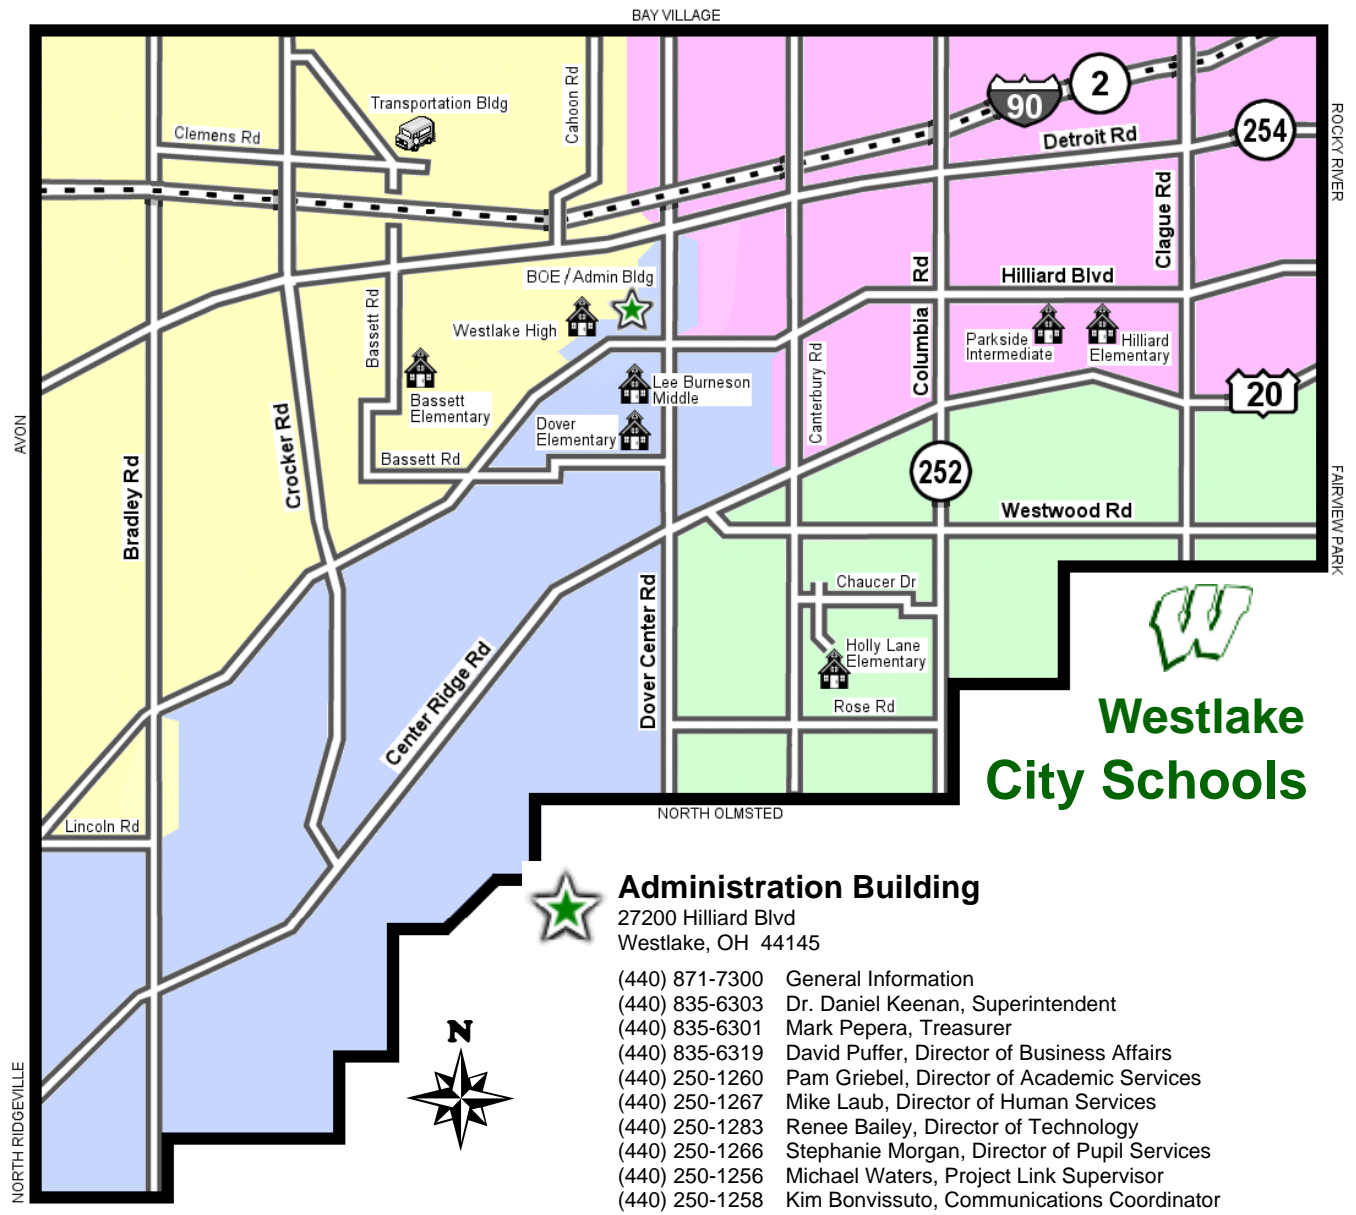 BAY VILLAGE
Transportation Bldg
Clemens Rd
Cahoon Rd
90
2
Detroit Rd
254
ROCKY RIVER
Clague Rd
BOE / Admin Bldg
Westlake High
Bassett Rd
Hilliard Blvd
Columbia Rd
Parkside
Intermediate
Hilliard
Elementary
Bassett
Elementary
Lee Burneson
Middle
Dover
Elementary
Canterbury Rd
20
AVON
Crocker Rd
Bradley Rd
Bassett Rd
252
Westwood Rd
FAIRVIEW PARK
Chaucer Dr
Dover Center Rd
Holly Lane
Elementary
Rose Rd
Center Ridge Rd
Lincoln Rd
NORTH OLMSTED
NORTH RIDGEVILLE
W
Westlake
City Schools
Administration Building
27200 Hilliard Blvd
Westlake, OH 44145
(440) 871-7300 General Information
(440) 835-6303 Dr. Daniel Keenan, Superintendent
(440) 835-6301 Mark Pepera, Treasurer
(440) 835-6319 David Puffer, Director of Business Affairs
(440) 250-1260 Pam Griebel, Director of Academic Services
(440) 250-1267 Mike Laub, Director of Human Services
(440) 250-1283 Renee Bailey, Director of Technology
(440) 250-1266 Stephanie Morgan, Director of Pupil Services
(440) 250-1256 Michael Waters, Project Link Supervisor
(440) 250-1258 Kim Bonvissuto, Communications Coordinator
N